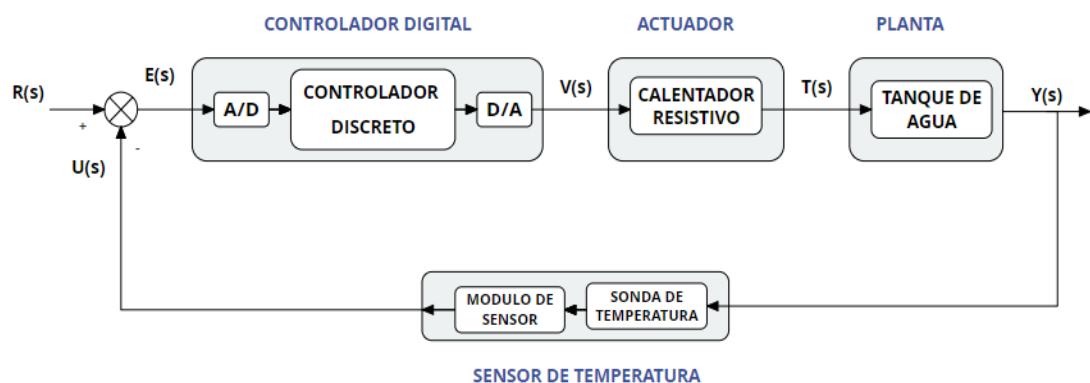 CONTROLADOR DIGITAL
ACTUADOR
PLANTA
R(s)
+
-
E(s)
A/D
CONTROLADOR
DISCRETO
D/A
V(s)
CALENTADOR
RESISTIVO
T(s)
TANQUE DE
AGUA
Y(s)
U(s)
MODULO DE
SENSOR
SONDA DE
TEMPERATURA
SENSOR DE TEMPERATURA